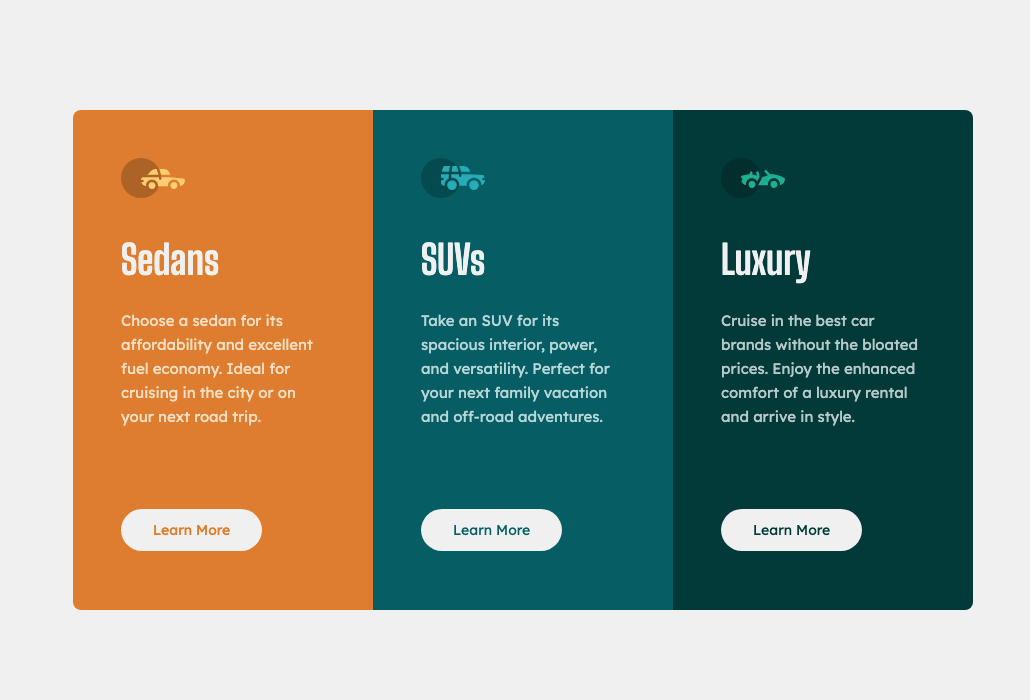 Sedans
Choose a sedan for its
affordability and excellent
fuel economy. Ideal for
cruising in the city or on
your next road trip.
Learn More
SUVs
Take an SUV for its
spacious interior, power,
and versatility. Perfect for
your next family vacation
and off-road adventures.
Learn More
Luxury
Cruise in the best car
brands without the bloated
prices. Enjoy the enhanced
comfort of a luxury rental
and arrive in style.
Learn More